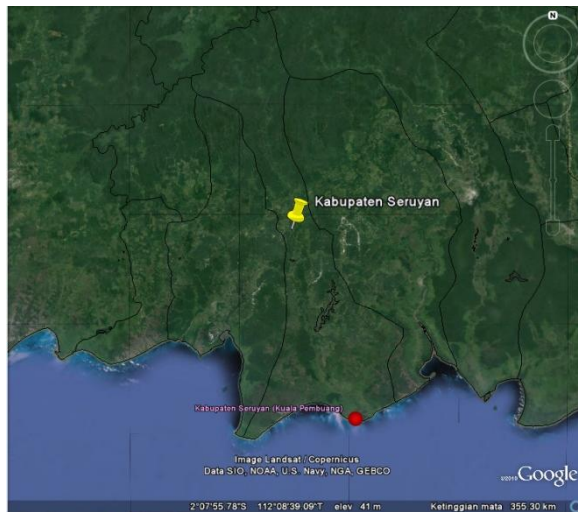 N
Kabupaten Seruyan
Kabupaten Seruyan (Kuala Pembuang)
Image Landsat / Copernicus
Data SIO, NOAA, U.S. Navy, NGA, GEBCO
©2018 Google
2°07'55.78"S 112°08'39.09"T elev 41 m Ketinggian mata 355.30 km